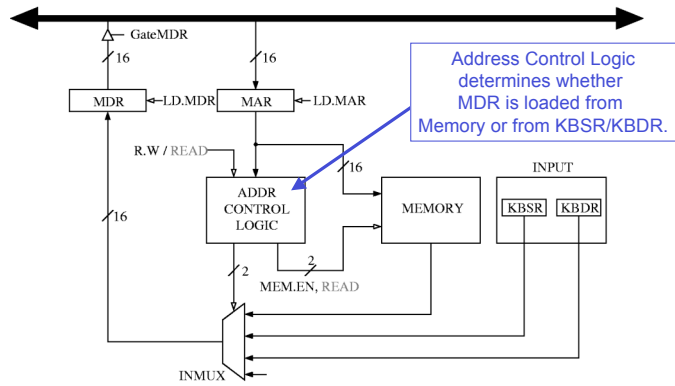 GateMDR
16
16
Address Control Logic
determines whether
MDR is loaded from
Memory or from KBSR/KBDR.
MDR
LD.MDR
MAR
LD.MAR
R.W / READ
16
INPUT
ADDR
CONTROL
LOGIC
MEMORY
KBSR
KBDR
16
2
2
MEM.EN, READ
INMUX